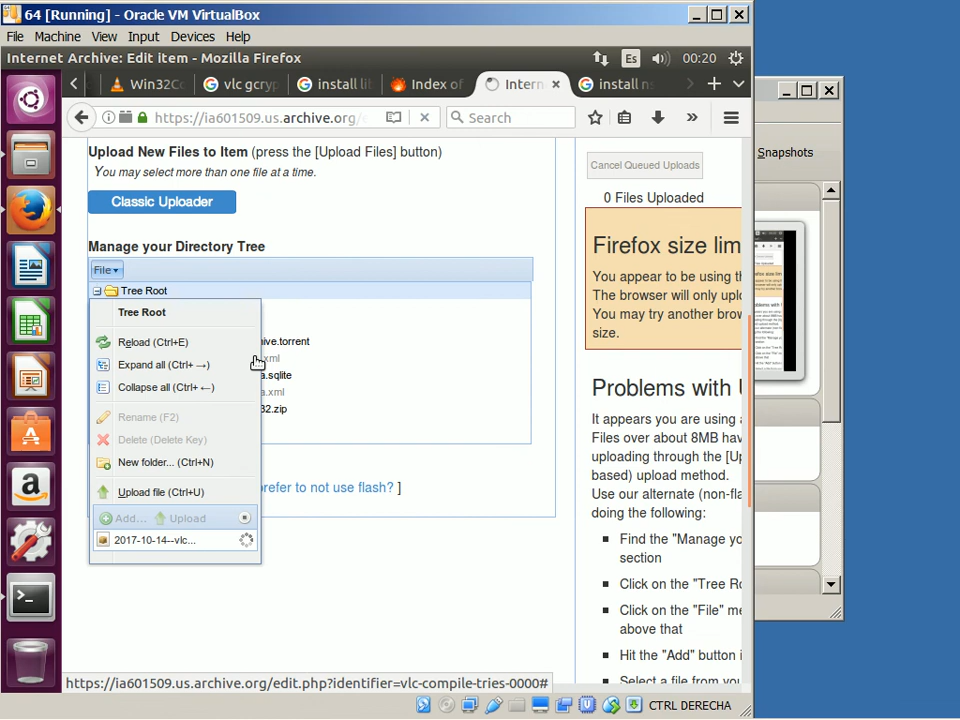 64 [Running] - Oracle VM VirtualBox
File Machine View Input Devices Help
Internet Archive: Edit item - Mozilla Firefox
Es 00:20
Win32C
vlc gcryp
install li
Index of
Intern
install n
https://ia601509.us.archive.org/
Search
Upload New Files to Item (press the [Upload Files] button)
You may select more than one file at a time.
Classic Uploader
Manage your Directory Tree
File
Tree Root
Tree Root
Reload (Ctrl+E)
Expand all (Ctrl+ →)
Collapse all (Ctrl+ ←)
Rename (F2)
Delete (Delete Key)
New folder... (Ctrl+N)
Upload file (Ctrl+U)
Add... Upload
2017-10-14--vlc...
hive.torrent
.xml
a.sqlite
a.xml
32.zip
prefer to not use flash? ]
Cancel Queued Uploads
0 Files Uploaded
Firefox size lim
You appear to be using t
The browser will only uplo
You may try another brow
size.
Problems with
It appears you are using a
Files over about 8MB hav
uploading through the [Up
based) upload method.
Use our alternate (non-fla
doing the following:
Find the "Manage yo
section
Click on the "Tree Ro
Click on the "File" me
above that
Hit the "Add" button i
Select a file from you
https://ia601509.us.archive.org/edit.php?identifier=vlc-compile-tries-0000#
CTRL DERECHA
Snapshots